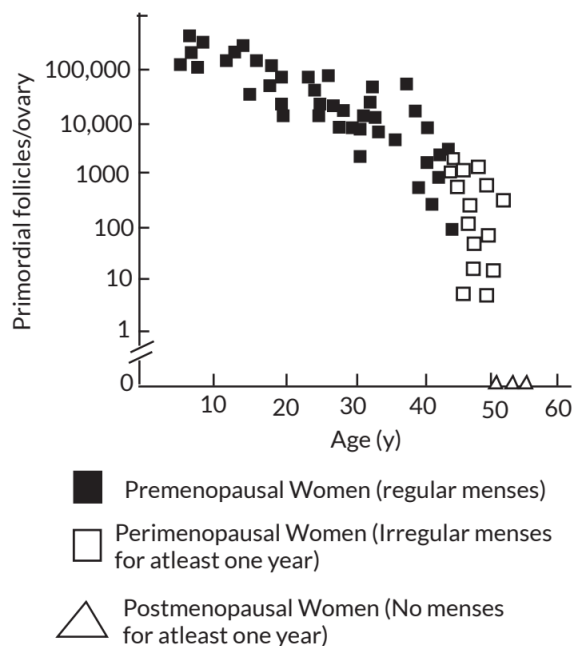 Primordial follicles/ovary
100,000
10,000
1000
100
10
1
0
10
20
30
40
50
60
Age (y)
Premenopausal Women (regular menses)
Perimenopausal Women (Irregular menses
for atleast one year)
Postmenopausal Women (No menses
for atleast one year)